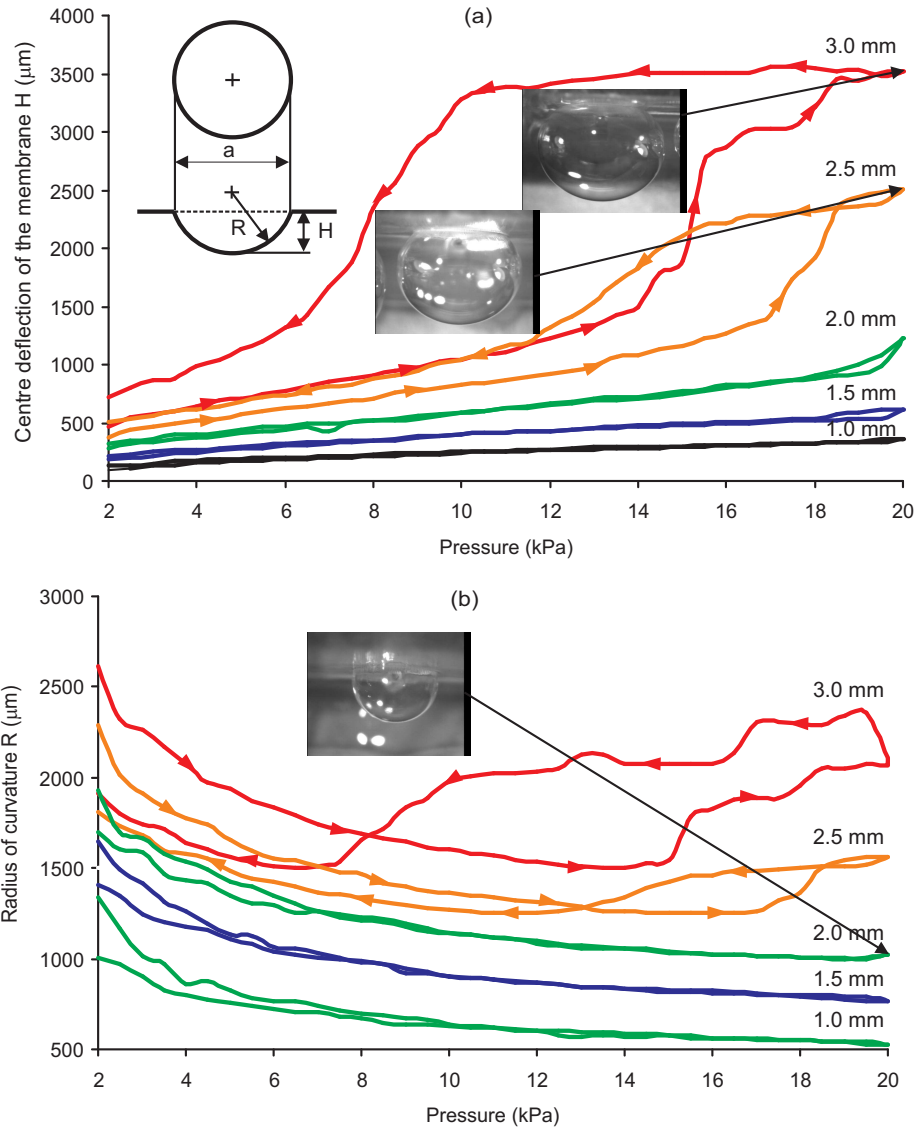 (a)
4000
3500
3000
2500
2000
1500
1000
500
0
Centre deflection of the membrane H (μm)
a
R
H
3.0 mm
2.5 mm
2.0 mm
1.5 mm
1.0 mm
2 4 6 8 10 12 14 16 18 20
Pressure (kPa)
(b)
3000
2500
2000
1500
1000
500
Radius of curvature R (μm)
3.0 mm
2.5 mm
2.0 mm
1.5 mm
1.0 mm
2 4 6 8 10 12 14 16 18 20
Pressure (kPa)